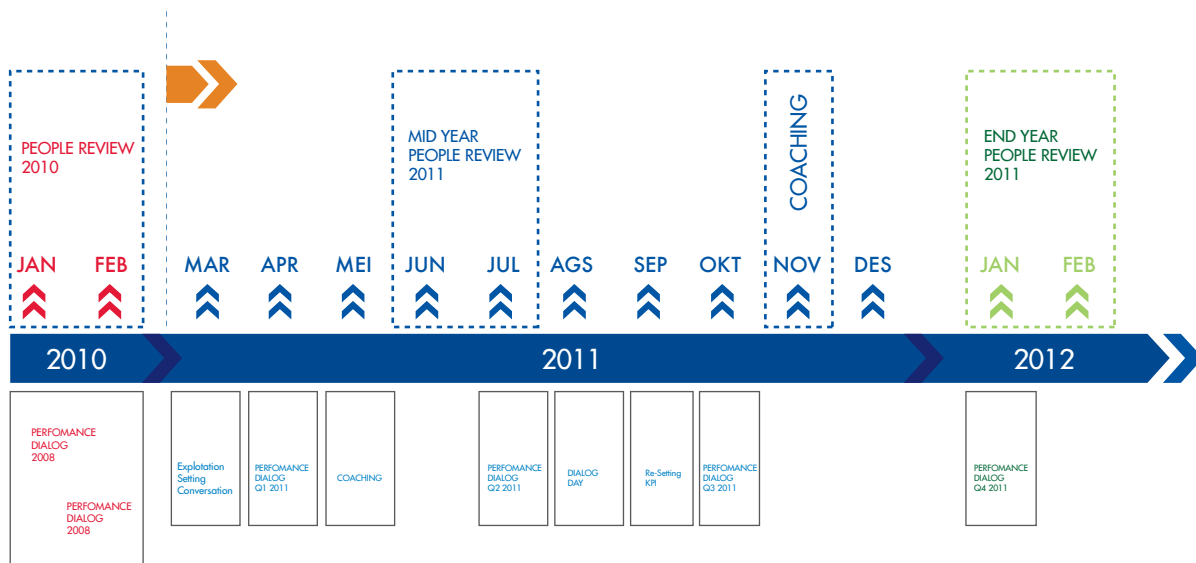 PEOPLE REVIEW
2010
MID YEAR
PEOPLE REVIEW
2011
COACHING
END YEAR
PEOPLE REVIEW
2011
JAN
FEB
MAR
APR
MEI
JUN
JUL
AGS
SEP
OKT
NOV
DES
JAN
FEB
2010
2011
2012
PERFOMANCE
DIALOG
2008
PERFOMANCE
DIALOG
2008
Explotation
Setting
Conversation
PERFOMANCE
DIALOG
Q1 2011
COACHING
PERFOMANCE
DIALOG
Q2 2011
DIALOG
DAY
Re-Setting
KPI
PERFOMANCE
DIALOG
Q3 2011
PERFOMANCE
DIALOG
Q4 2011